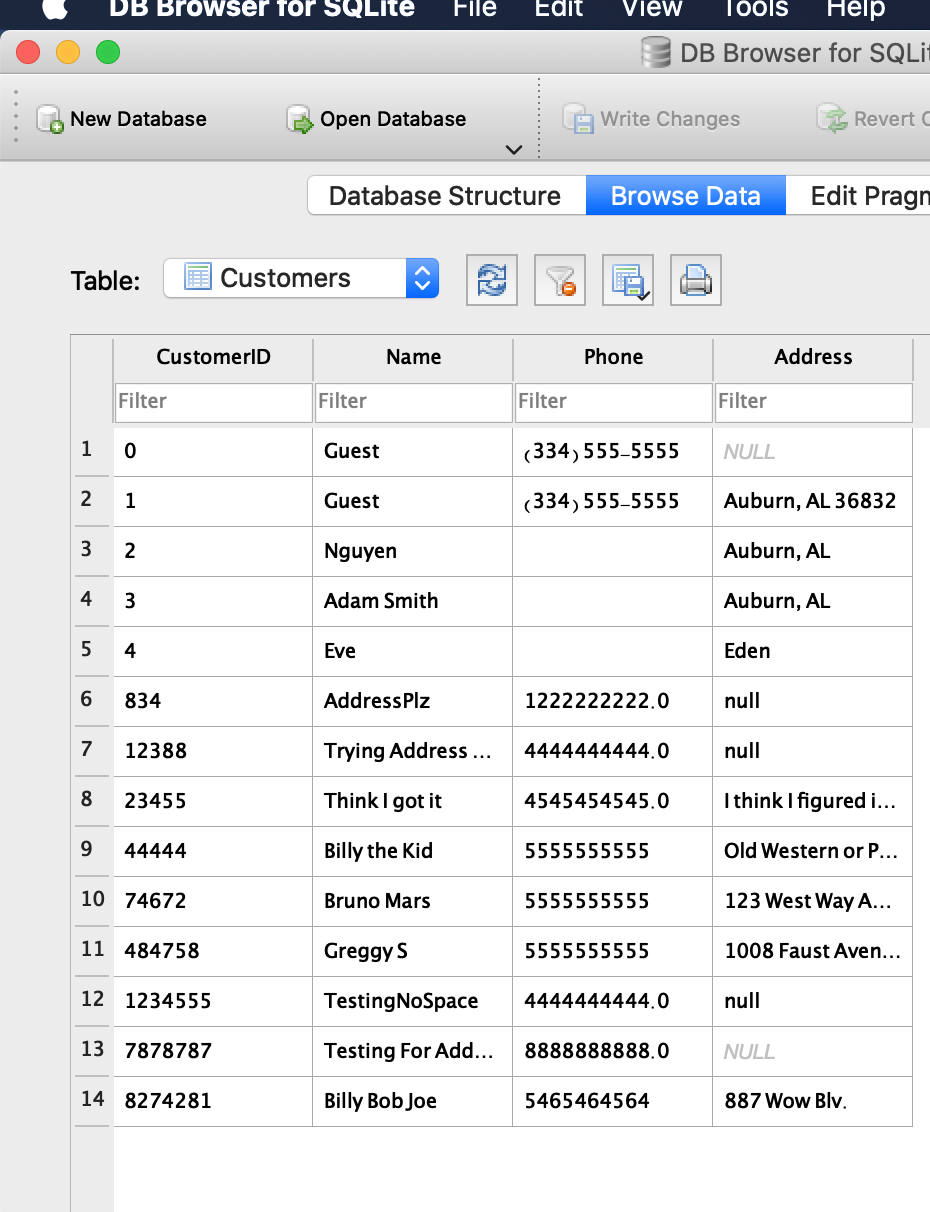 DB Browser for SQLite File Edit View Tools Help
DB Browser for SQLit
New Database Open Database Write Changes Revert C
Database Structure Browse Data Edit Pragm
Table: Customers
CustomerID Name Phone Address
Filter Filter Filter Filter
1 0 Guest (334)555-5555 NULL
2 1 Guest (334)555-5555 Auburn, AL 36832
3 2 Nguyen Auburn, AL
4 3 Adam Smith Auburn, AL
5 4 Eve Eden
6 834 AddressPlz 1222222222.0 null
7 12388 Trying Address ... 4444444444.0 null
8 23455 Think I got it 4545454545.0 I think I figured i...
9 44444 Billy the Kid 5555555555 Old Western or P...
10 74672 Bruno Mars 5555555555 123 West Way A...
11 484758 Greggy S 5555555555 1008 Faust Aven...
12 1234555 TestingNoSpace 4444444444.0 null
13 7878787 Testing For Add... 8888888888.0 NULL
14 8274281 Billy Bob Joe 5465464564 887 Wow Blv.